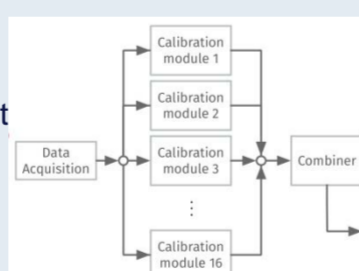 t
Calibration
module 1
Calibration
module 2
Data
Acquisition
Calibration
module 3
Combiner
⋮
Calibration
module 16